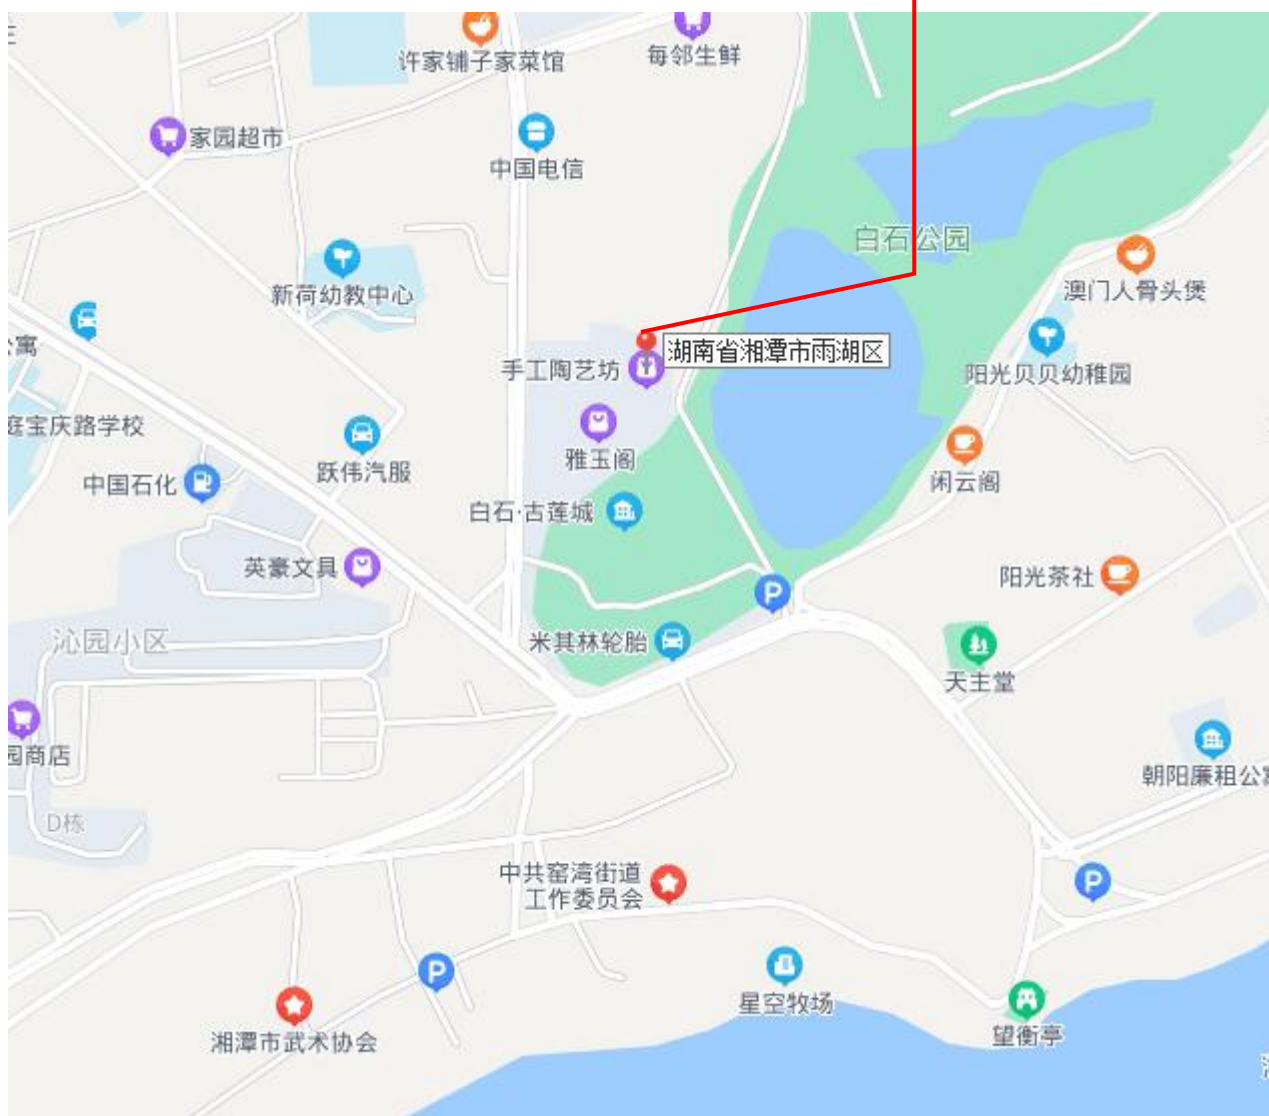 许家铺子家菜馆
每邻生鲜
家园超市
中国电信
白石公园
新荷幼教中心
澳门人骨头煲
公寓
湖南省湘潭市雨湖区
手工陶艺坊
阳光贝贝幼稚园
庭宝庆路学校
跃伟汽服
雅玉阁
中国石化
闲云阁
白石·古莲城
英豪文具
阳光茶社
P
沁园小区
米其林轮胎
天主堂
园商店
朝阳廉租公寓
D栋
中共窑湾街道
工作委员会
P
P
星空牧场
湘潭市武术协会
望衡亭